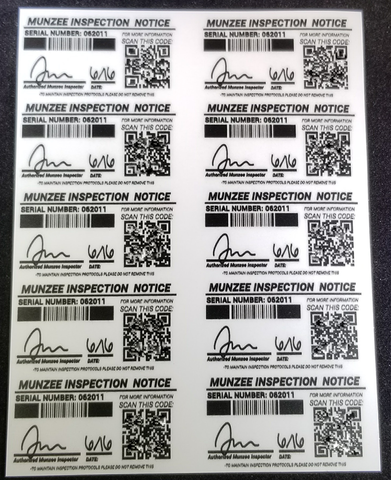 MUNZEE INSPECTION NOTICE
SERIAL NUMBER: 062011
FOR MORE INFORMATION
SCAN THIS CODE:
6/6
Authorized Munzee Inspector DATE:
-TO MAINTAIN INSPECTION PROTOCOLS PLEASE DO NOT REMOVE THIS
MUNZEE INSPECTION NOTICE
SERIAL NUMBER: 062011
FOR MORE INFORMATION
SCAN THIS CODE:
6/6
Authorized Munzee Inspector DATE:
-TO MAINTAIN INSPECTION PROTOCOLS PLEASE DO NOT REMOVE THIS
MUNZEE INSPECTION NOTICE
SERIAL NUMBER: 062011
FOR MORE INFORMATION
SCAN THIS CODE:
6/6
Authorized Munzee Inspector DATE:
-TO MAINTAIN INSPECTION PROTOCOLS PLEASE DO NOT REMOVE THIS
MUNZEE INSPECTION NOTICE
SERIAL NUMBER: 062011
FOR MORE INFORMATION
SCAN THIS CODE:
6/6
Authorized Munzee Inspector DATE:
-TO MAINTAIN INSPECTION PROTOCOLS PLEASE DO NOT REMOVE THIS
MUNZEE INSPECTION NOTICE
SERIAL NUMBER: 062011
FOR MORE INFORMATION
SCAN THIS CODE:
6/6
Authorized Munzee Inspector DATE:
-TO MAINTAIN INSPECTION PROTOCOLS PLEASE DO NOT REMOVE THIS
MUNZEE INSPECTION NOTICE
SERIAL NUMBER: 062011
FOR MORE INFORMATION
SCAN THIS CODE:
6/6
Authorized Munzee Inspector DATE:
-TO MAINTAIN INSPECTION PROTOCOLS PLEASE DO NOT REMOVE THIS
MUNZEE INSPECTION NOTICE
SERIAL NUMBER: 062011
FOR MORE INFORMATION
SCAN THIS CODE:
6/6
Authorized Munzee Inspector DATE:
-TO MAINTAIN INSPECTION PROTOCOLS PLEASE DO NOT REMOVE THIS
MUNZEE INSPECTION NOTICE
SERIAL NUMBER: 062011
FOR MORE INFORMATION
SCAN THIS CODE:
6/6
Authorized Munzee Inspector DATE:
-TO MAINTAIN INSPECTION PROTOCOLS PLEASE DO NOT REMOVE THIS
MUNZEE INSPECTION NOTICE
SERIAL NUMBER: 062011
FOR MORE INFORMATION
SCAN THIS CODE:
6/6
Authorized Munzee Inspector DATE:
-TO MAINTAIN INSPECTION PROTOCOLS PLEASE DO NOT REMOVE THIS
MUNZEE INSPECTION NOTICE
SERIAL NUMBER: 062011
FOR MORE INFORMATION
SCAN THIS CODE:
6/6
Authorized Munzee Inspector DATE:
-TO MAINTAIN INSPECTION PROTOCOLS PLEASE DO NOT REMOVE THIS